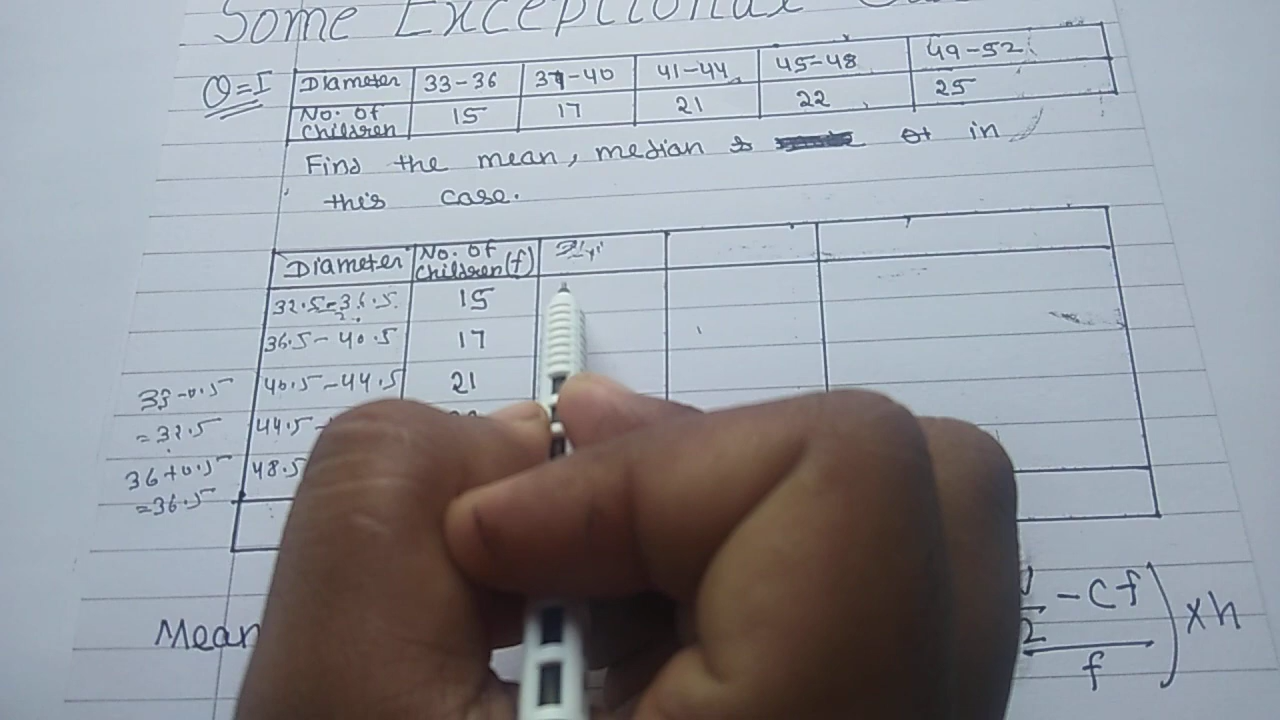 Some Exceptional
Q=I
Diameter 33-36 37-40 41-44 45-48 49-52
No. of Children 15 17 21 22 25
Find the mean, median & of in
this case.
Diameter No. of Children(f)
32.5-36.5 15
36.5-40.5 17
40.5-44.5 21
44.5-
48.5
33-0.5
=32.5
36+0.5
=36.5
Mean
2 -Cf
f
×h